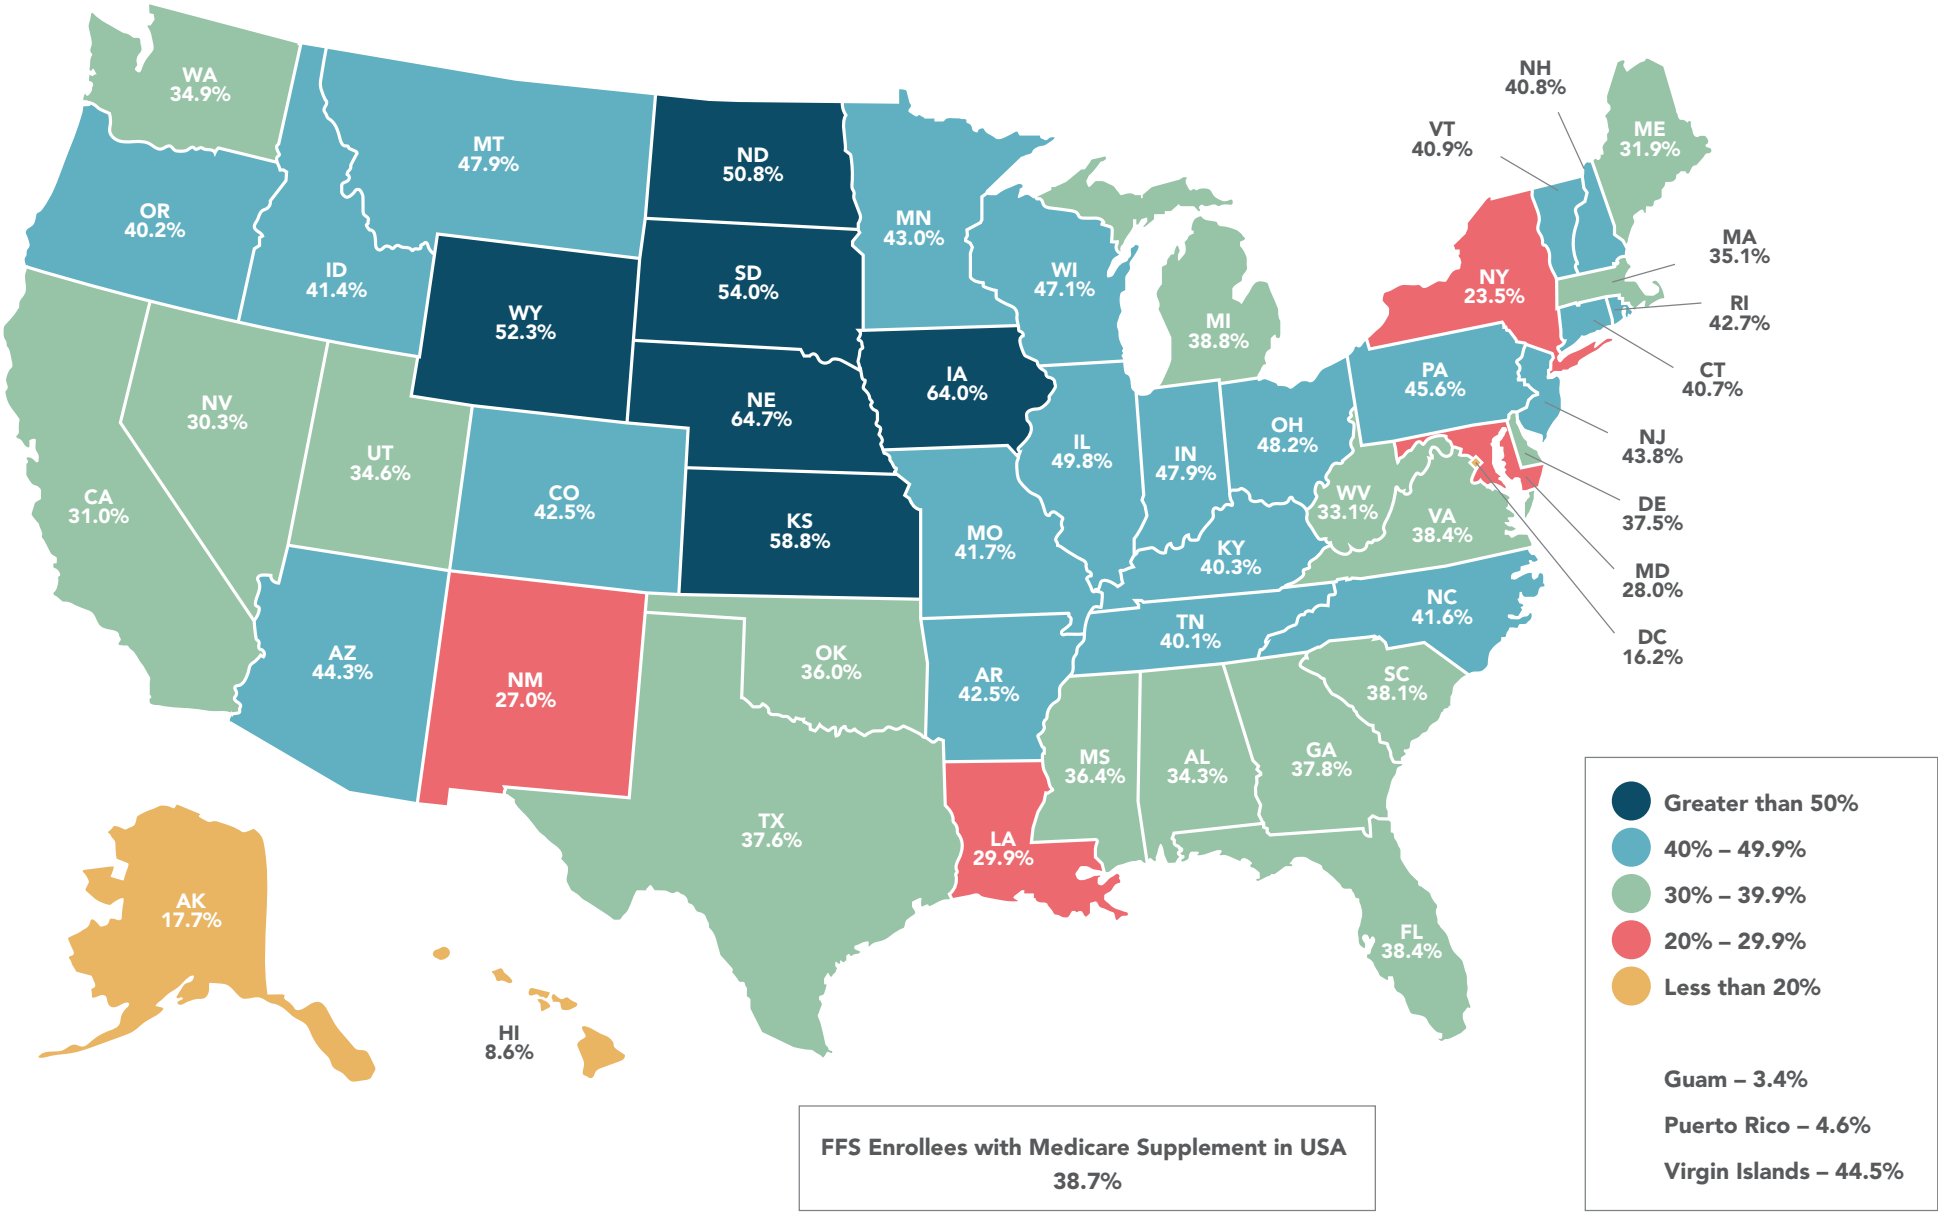 WA
34.9%
MT
47.9%
ND
50.8%
OR
40.2%
ID
41.4%
MN
43.0%
WI
47.1%
SD
54.0%
WY
52.3%
MI
38.8%
NH
40.8%
VT
40.9%
ME
31.9%
MA
35.1%
NY
23.5%
RI
42.7%
CT
40.7%
PA
45.6%
NJ
43.8%
DE
37.5%
MD
28.0%
DC
16.2%
NV
30.3%
UT
34.6%
CA
31.0%
CO
42.5%
NE
64.7%
IA
64.0%
KS
58.8%
MO
41.7%
IL
49.8%
IN
47.9%
OH
48.2%
WV
33.1%
VA
38.4%
KY
40.3%
NC
41.6%
TN
40.1%
AZ
44.3%
NM
27.0%
OK
36.0%
AR
42.5%
SC
38.1%
MS
36.4%
AL
34.3%
GA
37.8%
TX
37.6%
LA
29.9%
FL
38.4%
AK
17.7%
HI
8.6%
Greater than 50%
40% – 49.9%
30% – 39.9%
20% – 29.9%
Less than 20%
Guam – 3.4%
Puerto Rico – 4.6%
Virgin Islands – 44.5%
FFS Enrollees with Medicare Supplement in USA
38.7%